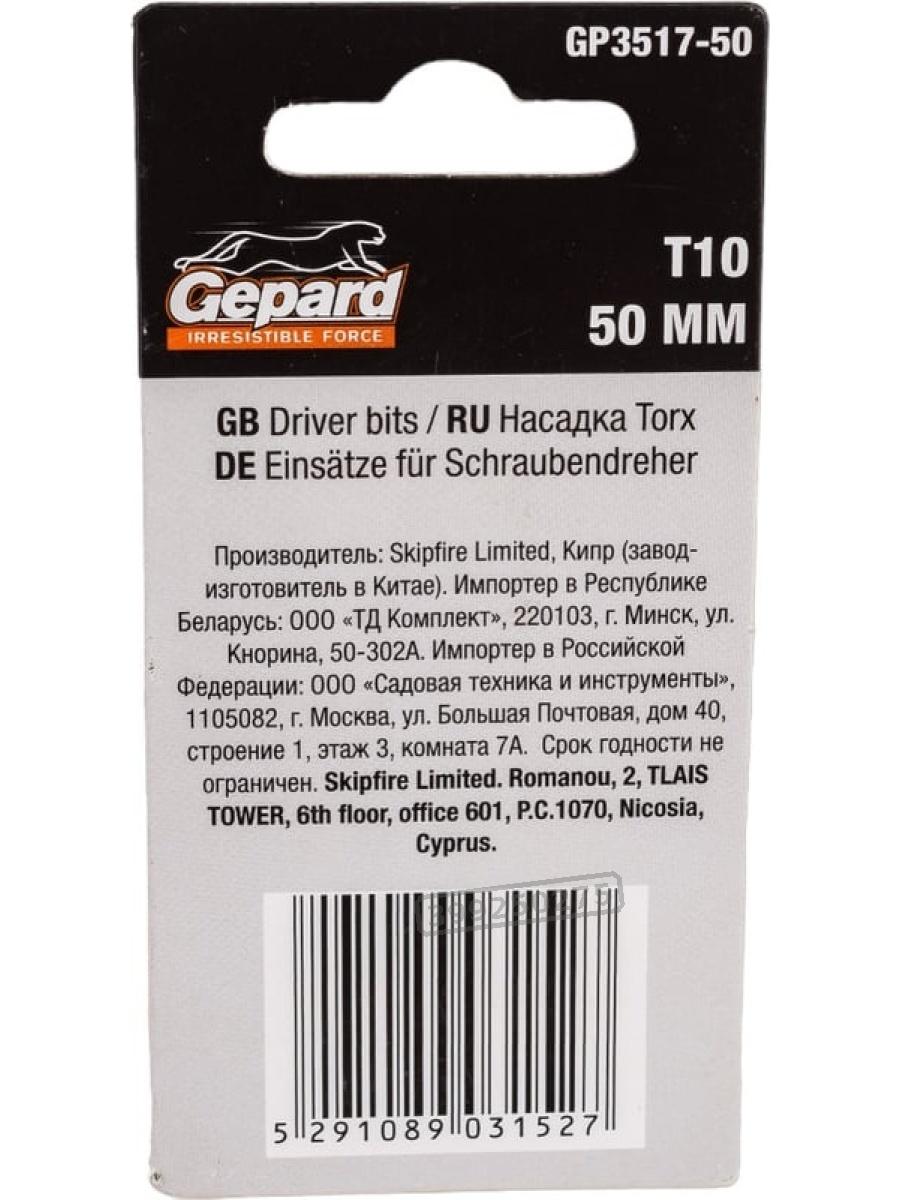 GP3517-50
Gepard
IRRESISTIBLE FORCE
T10
50 MM
GB Driver bits / RU Насадка Torx
DE Einsätze für Schraubendreher
Производитель: Skipfire Limited, Кипр (завод-
изготовитель в Китае). Импортер в Республике
Беларусь: ООО «ТД Комплект», 220103, г. Минск, ул.
Кнорина, 50-302А. Импортер в Российской
Федерации: ООО «Садовая техника и инструменты»,
1105082, г. Москва, ул. Большая Почтовая, дом 40,
строение 1, этаж 3, комната 7А. Срок годности не
ограничен. Skipfire Limited. Romanou, 2, TLAIS
TOWER, 6th floor, office 601, P.C.1070, Nicosia,
Cyprus.
399250275
5 291089 031527